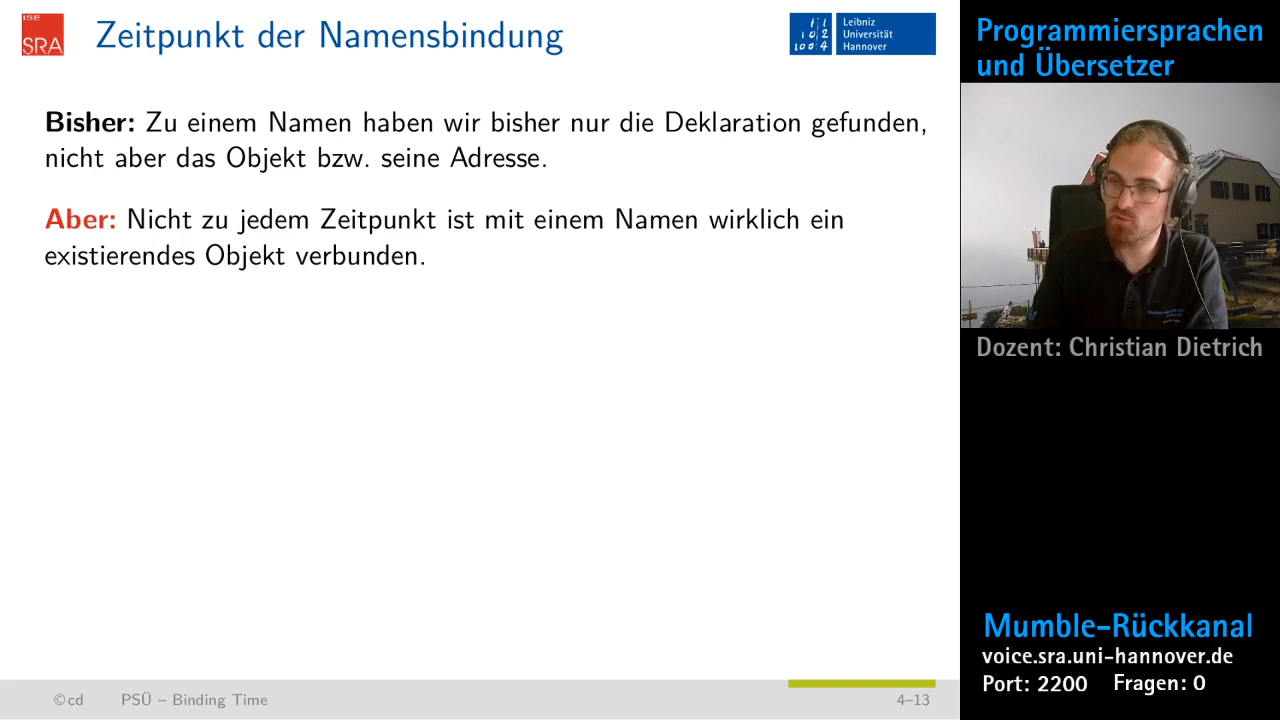 ISE
SRA
Zeitpunkt der Namensbindung
Leibniz
Universität
Hannover
Bisher: Zu einem Namen haben wir bisher nur die Deklaration gefunden,
nicht aber das Objekt bzw. seine Adresse.
Aber: Nicht zu jedem Zeitpunkt ist mit einem Namen wirklich ein
existierendes Objekt verbunden.
©cd
PSÜ – Binding Time
4–13
Programmiersprachen
und Übersetzer
Dozent: Christian Dietrich
Mumble-Rückkanal
voice.sra.uni-hannover.de
Port: 2200 Fragen: 0